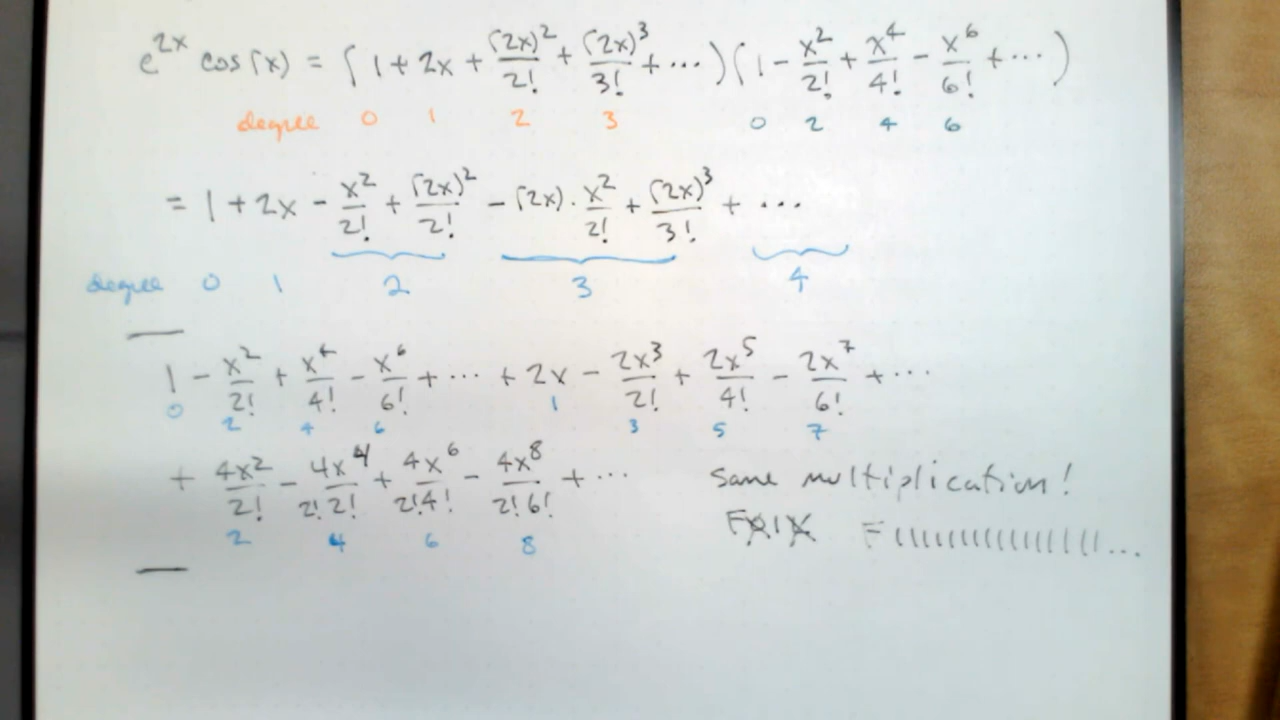 e^{2x} cos(x) = (1 + 2x + (2x)^2/2! + (2x)^3/3! + ...)(1 - x^2/2! + x^4/4! - x^6/6! + ...)
degree 0 1 2 3 0 2 4 6
= 1 + 2x - x^2/2! + (2x)^2/2! - (2x) · x^2/2! + (2x)^3/3! + ...
degree 0 1 2 3 4
1 - x^2/2! + x^4/4! - x^6/6! + ... + 2x - 2x^3/2! + 2x^5/4! - 2x^7/6! + ...
0 2 4 6 1 3 5 7
+ 4x^2/2! - 4x^4/2!2! + 4x^6/2!4! - 4x^8/2!6! + ...
2 4 6 8
Same multiplication!